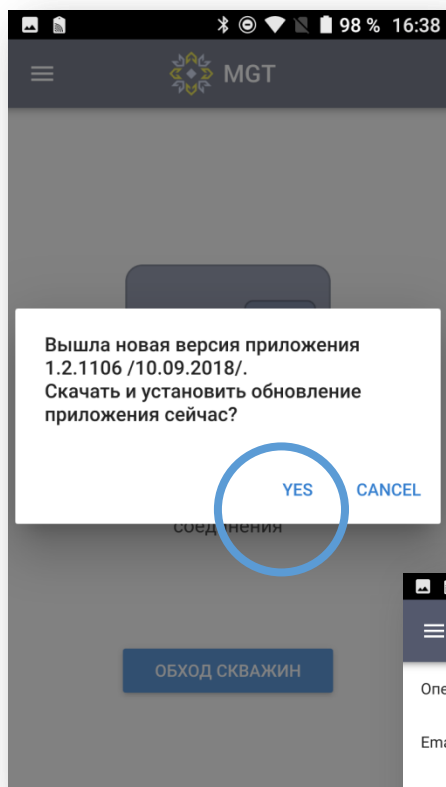 98 % 16:38
MGT
Вышла новая версия приложения
1.2.1106 /10.09.2018/.
Скачать и установить обновление
приложения сейчас?
YES CANCEL
соединения
ОБХОД СКВАЖИН